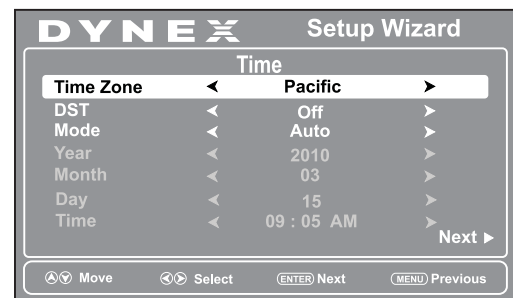 DYNEX Setup Wizard
Time
Time Zone Pacific
DST Off
Mode Auto
Year 2010
Month 03
Day 15
Time 09 : 05 AM
Next
Move Select ENTER Next MENU Previous